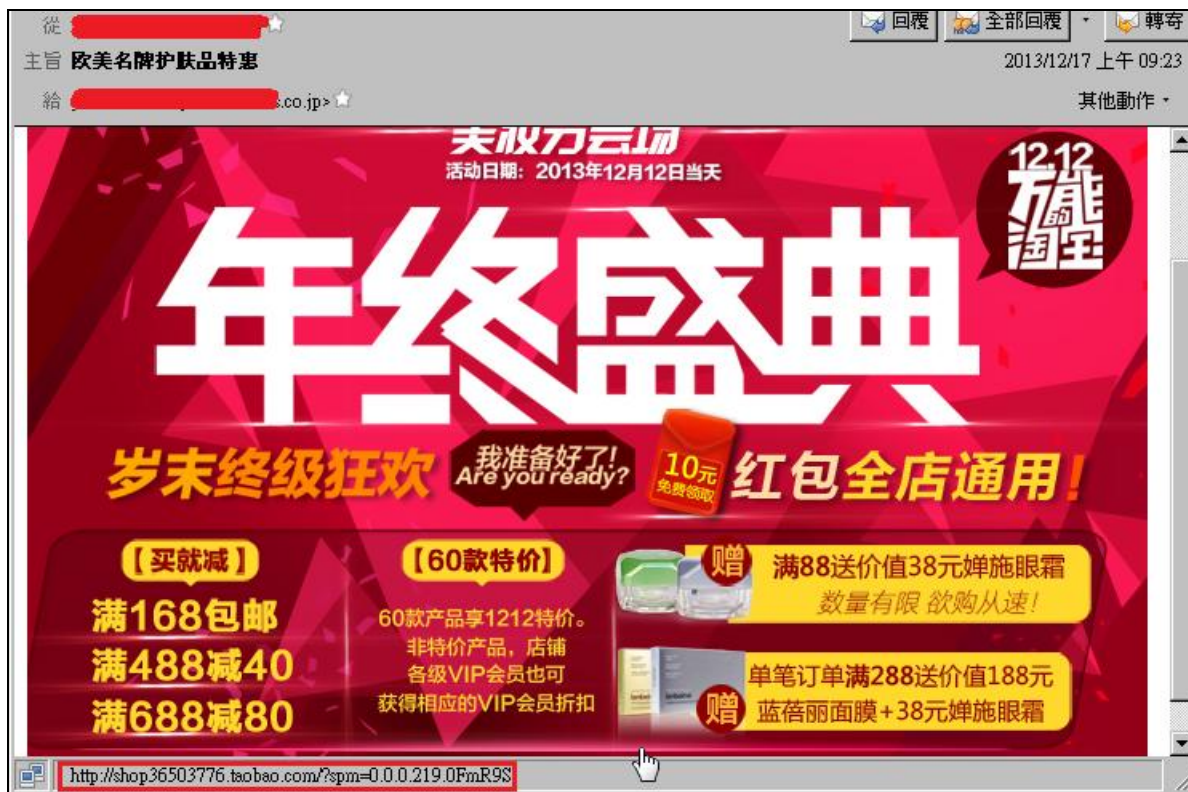 從
回覆
全部回覆
轉寄
主旨 欧美名牌护肤品特惠
2013/12/17 上午 09:23
給
s.co.jp>
其他動作
美妆分会场
活动日期：2013年12月12日当天
12.12
万能
的
淘宝
年终盛典
岁末终级狂欢
我准备好了!
Are you ready?
10元
免费领取
红包全店通用!
【买就减】
满168包邮
满488减40
满688减80
【60款特价】
60款产品享1212特价。
非特价产品，店铺
各级VIP会员也可
获得相应的VIP会员折扣
赠
满88送价值38元婵施眼霜
数量有限 欲购从速!
赠
单笔订单满288送价值188元
蓝蓓丽面膜+38元婵施眼霜
http://shop36503776.taobao.com/?spm=0.0.0.219.0FmR9S